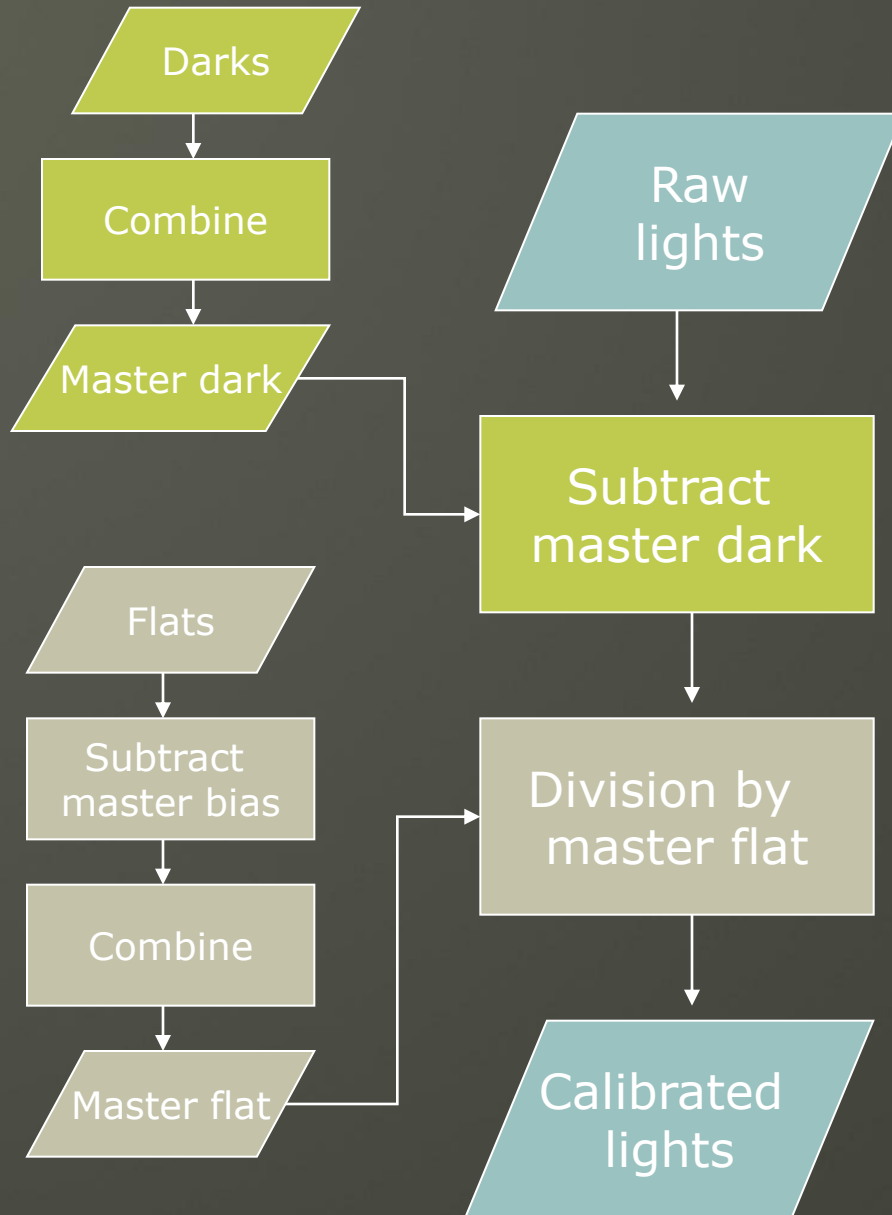 Darks
Combine
Master dark
Flats
Subtract
master bias
Combine
Master flat
Raw
lights
Subtract
master dark
Division by
master flat
Calibrated
lights